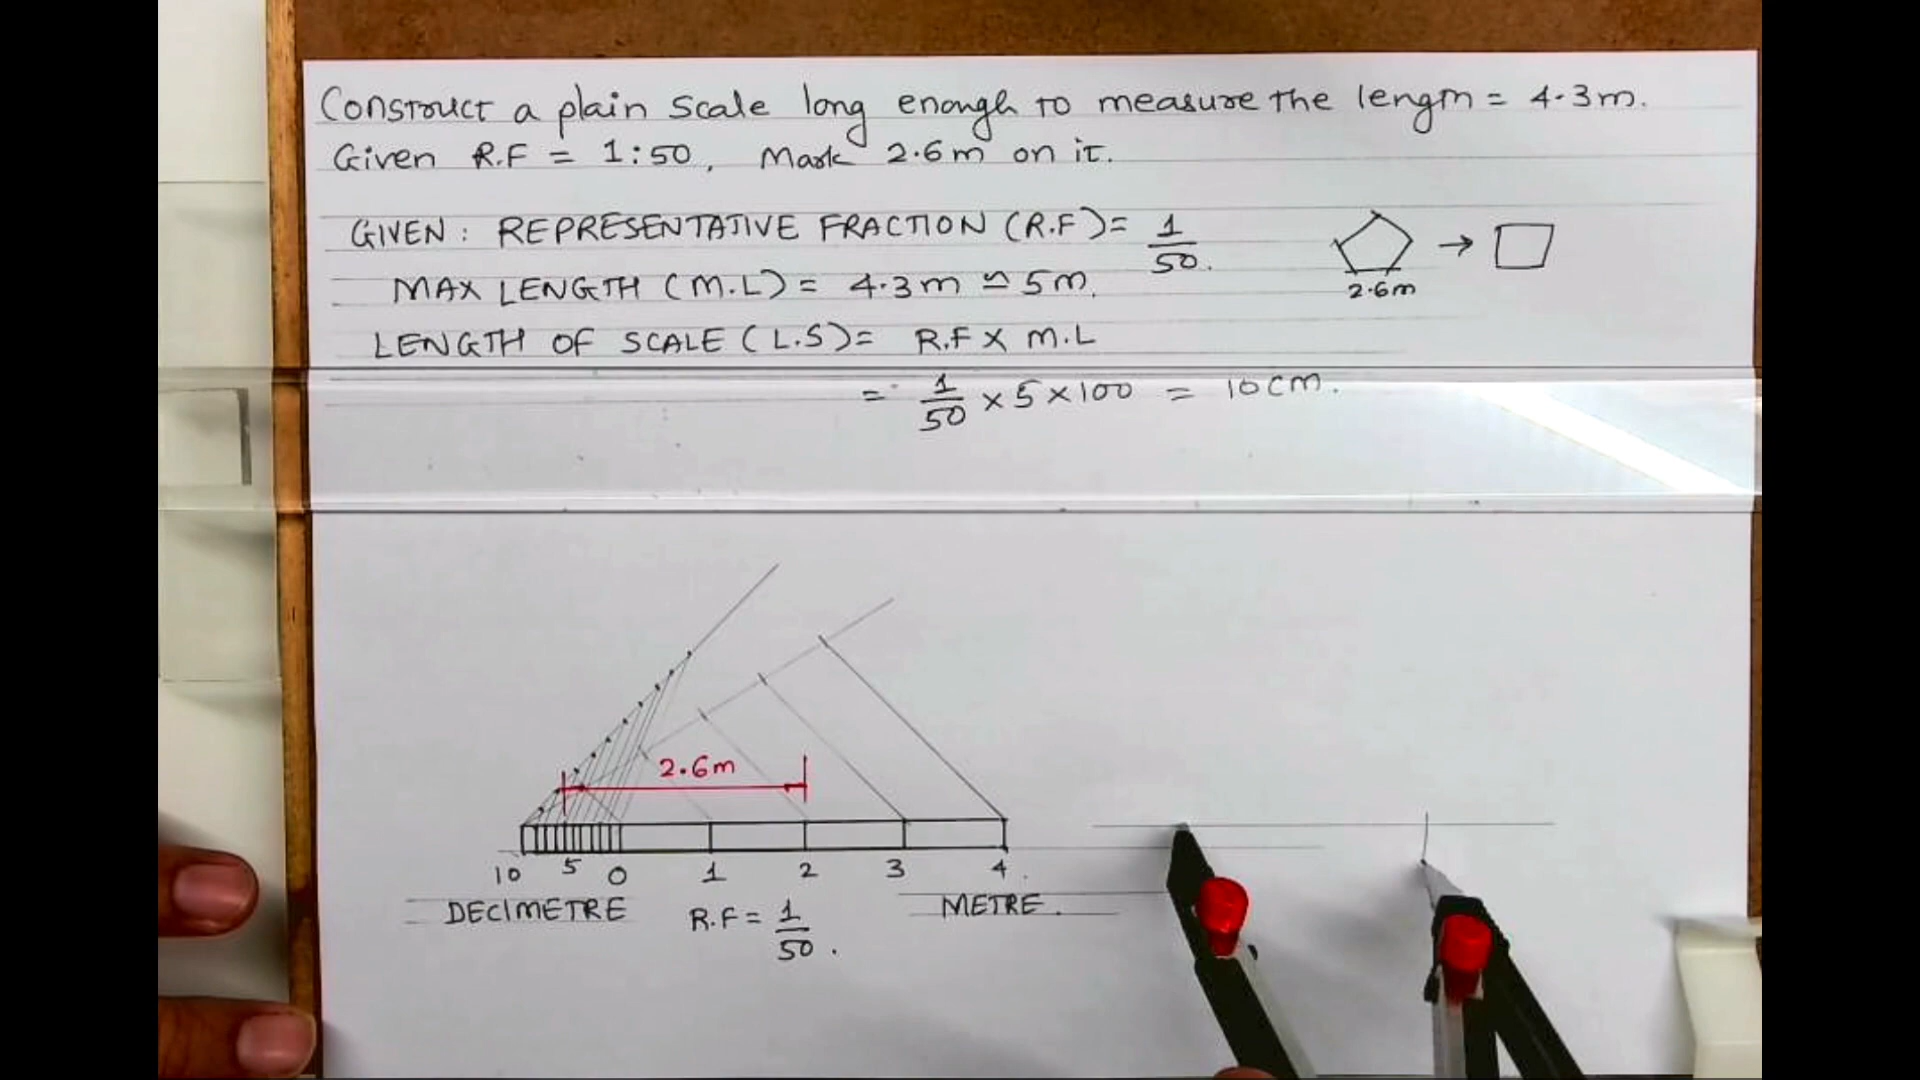 Construct a plain scale long enough to measure the length = 4.3m.
Given R.F = 1:50, Mark 2.6m on it.
GIVEN: REPRESENTATIVE FRACTION (R.F) = 1/50.
MAX LENGTH (M.L) = 4.3m ≃ 5m.
2.6m
LENGTH OF SCALE (L.S) = R.F X M.L
= 1/50 x 5 x 100 = 10cm.
2.6m
10 5 0 1 2 3 4.
DECIMETRE R.F = 1/50. METRE.